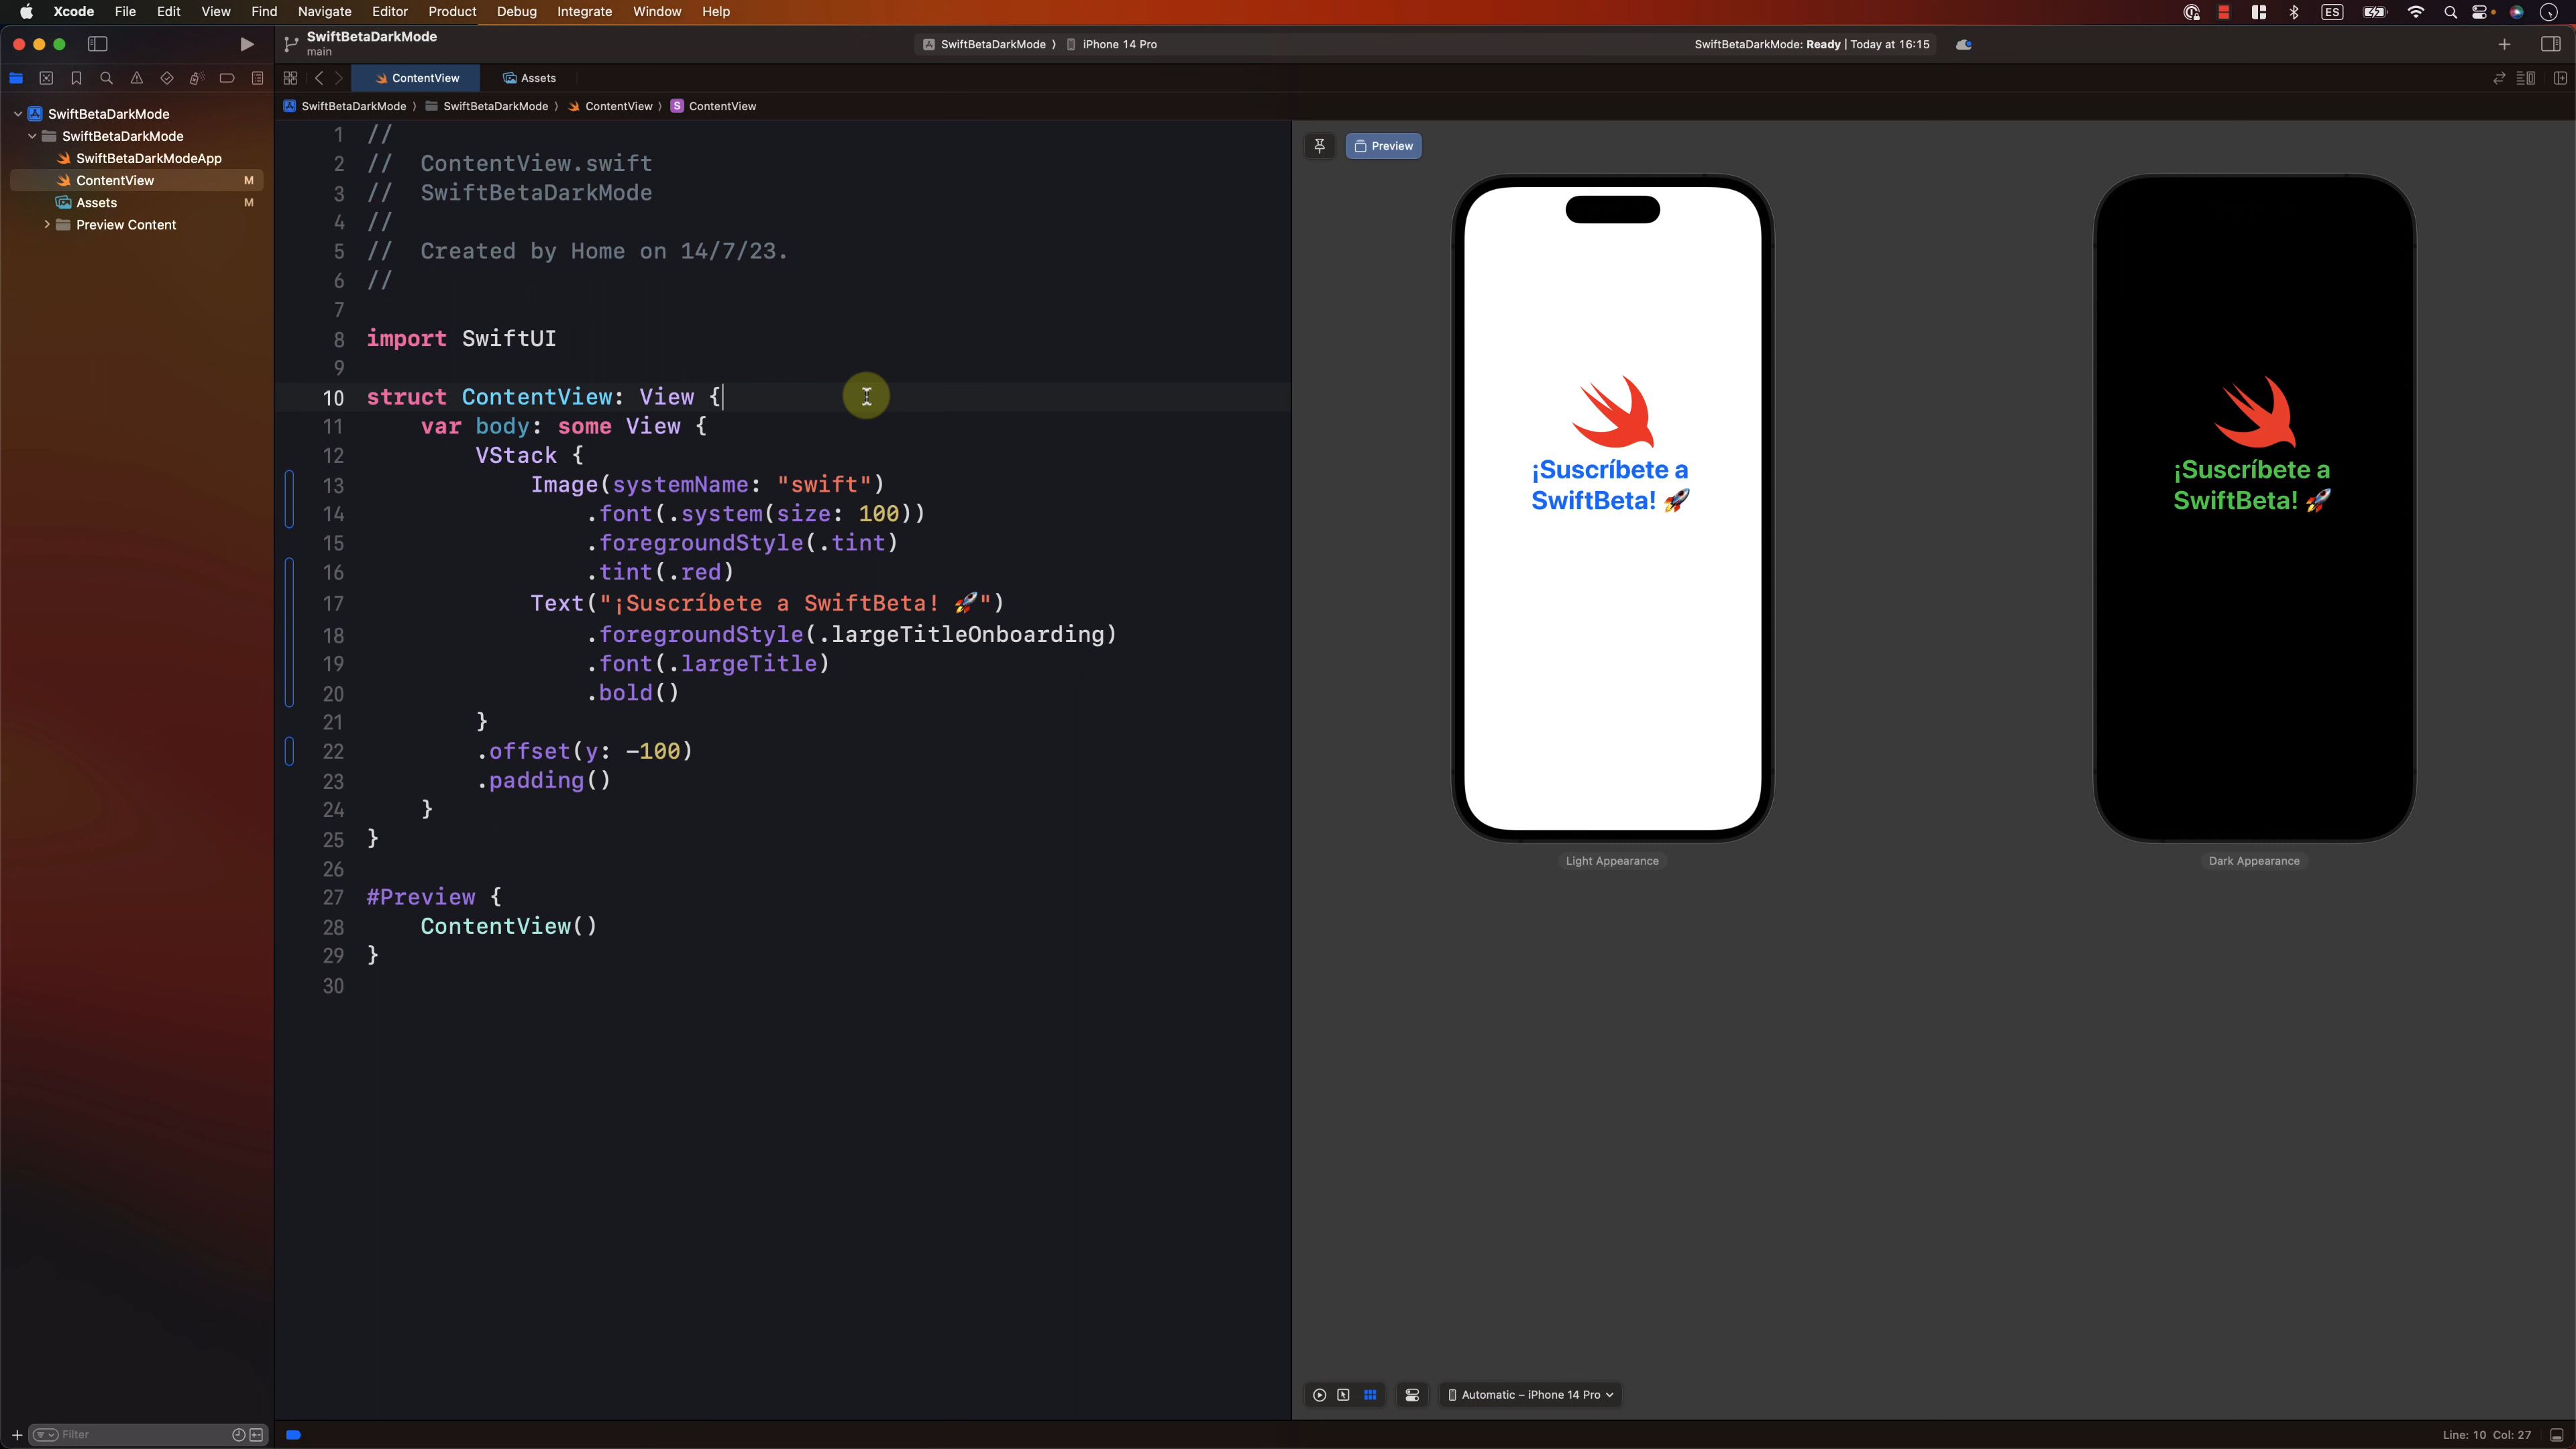 Xcode File Edit View Find Navigate Editor Product Debug Integrate Window Help
ES
SwiftBetaDarkMode
main
SwiftBetaDarkMode 〉 iPhone 14 Pro
SwiftBetaDarkMode: Ready | Today at 16:15
ContentView
Assets
SwiftBetaDarkMode 〉 SwiftBetaDarkMode 〉 ContentView 〉 S ContentView
SwiftBetaDarkMode
SwiftBetaDarkMode
SwiftBetaDarkModeApp
ContentView M
Assets M
Preview Content
1 //
2 //  ContentView.swift
3 //  SwiftBetaDarkMode
4 //
5 //  Created by Home on 14/7/23.
6 //
7
8 import SwiftUI
9
10 struct ContentView: View {
11     var body: some View {
12         VStack {
13             Image(systemName: "swift")
14                 .font(.system(size: 100))
15                 .foregroundStyle(.tint)
16                 .tint(.red)
17             Text("¡Suscríbete a SwiftBeta! 🚀")
18                 .foregroundStyle(.largeTitleOnboarding)
19                 .font(.largeTitle)
20                 .bold()
21         }
22         .offset(y: -100)
23         .padding()
24     }
25 }
26
27 #Preview {
28     ContentView()
29 }
30
Preview
¡Suscríbete a
SwiftBeta! 🚀
Light Appearance
¡Suscríbete a
SwiftBeta! 🚀
Dark Appearance
Automatic – iPhone 14 Pro
Filter
Line: 10 Col: 27